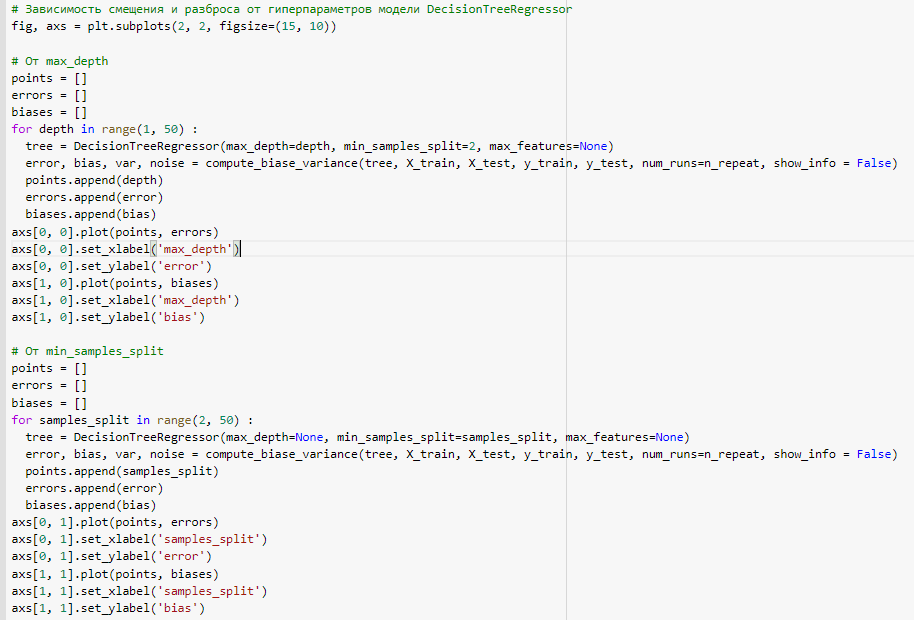 # Зависимость смещения и разброса от гиперпараметров модели DecisionTreeRegressor
fig, axs = plt.subplots(2, 2, figsize=(15, 10))

# От max_depth
points = []
errors = []
biases = []
for depth in range(1, 50) :
  tree = DecisionTreeRegressor(max_depth=depth, min_samples_split=2, max_features=None)
  error, bias, var, noise = compute_biase_variance(tree, X_train, X_test, y_train, y_test, num_runs=n_repeat, show_info = False)
  points.append(depth)
  errors.append(error)
  biases.append(bias)
axs[0, 0].plot(points, errors)
axs[0, 0].set_xlabel('max_depth')
axs[0, 0].set_ylabel('error')
axs[1, 0].plot(points, biases)
axs[1, 0].set_xlabel('max_depth')
axs[1, 0].set_ylabel('bias')

# От min_samples_split
points = []
errors = []
biases = []
for samples_split in range(2, 50) :
  tree = DecisionTreeRegressor(max_depth=None, min_samples_split=samples_split, max_features=None)
  error, bias, var, noise = compute_biase_variance(tree, X_train, X_test, y_train, y_test, num_runs=n_repeat, show_info = False)
  points.append(samples_split)
  errors.append(error)
  biases.append(bias)
axs[0, 1].plot(points, errors)
axs[0, 1].set_xlabel('samples_split')
axs[0, 1].set_ylabel('error')
axs[1, 1].plot(points, biases)
axs[1, 1].set_xlabel('samples_split')
axs[1, 1].set_ylabel('bias')